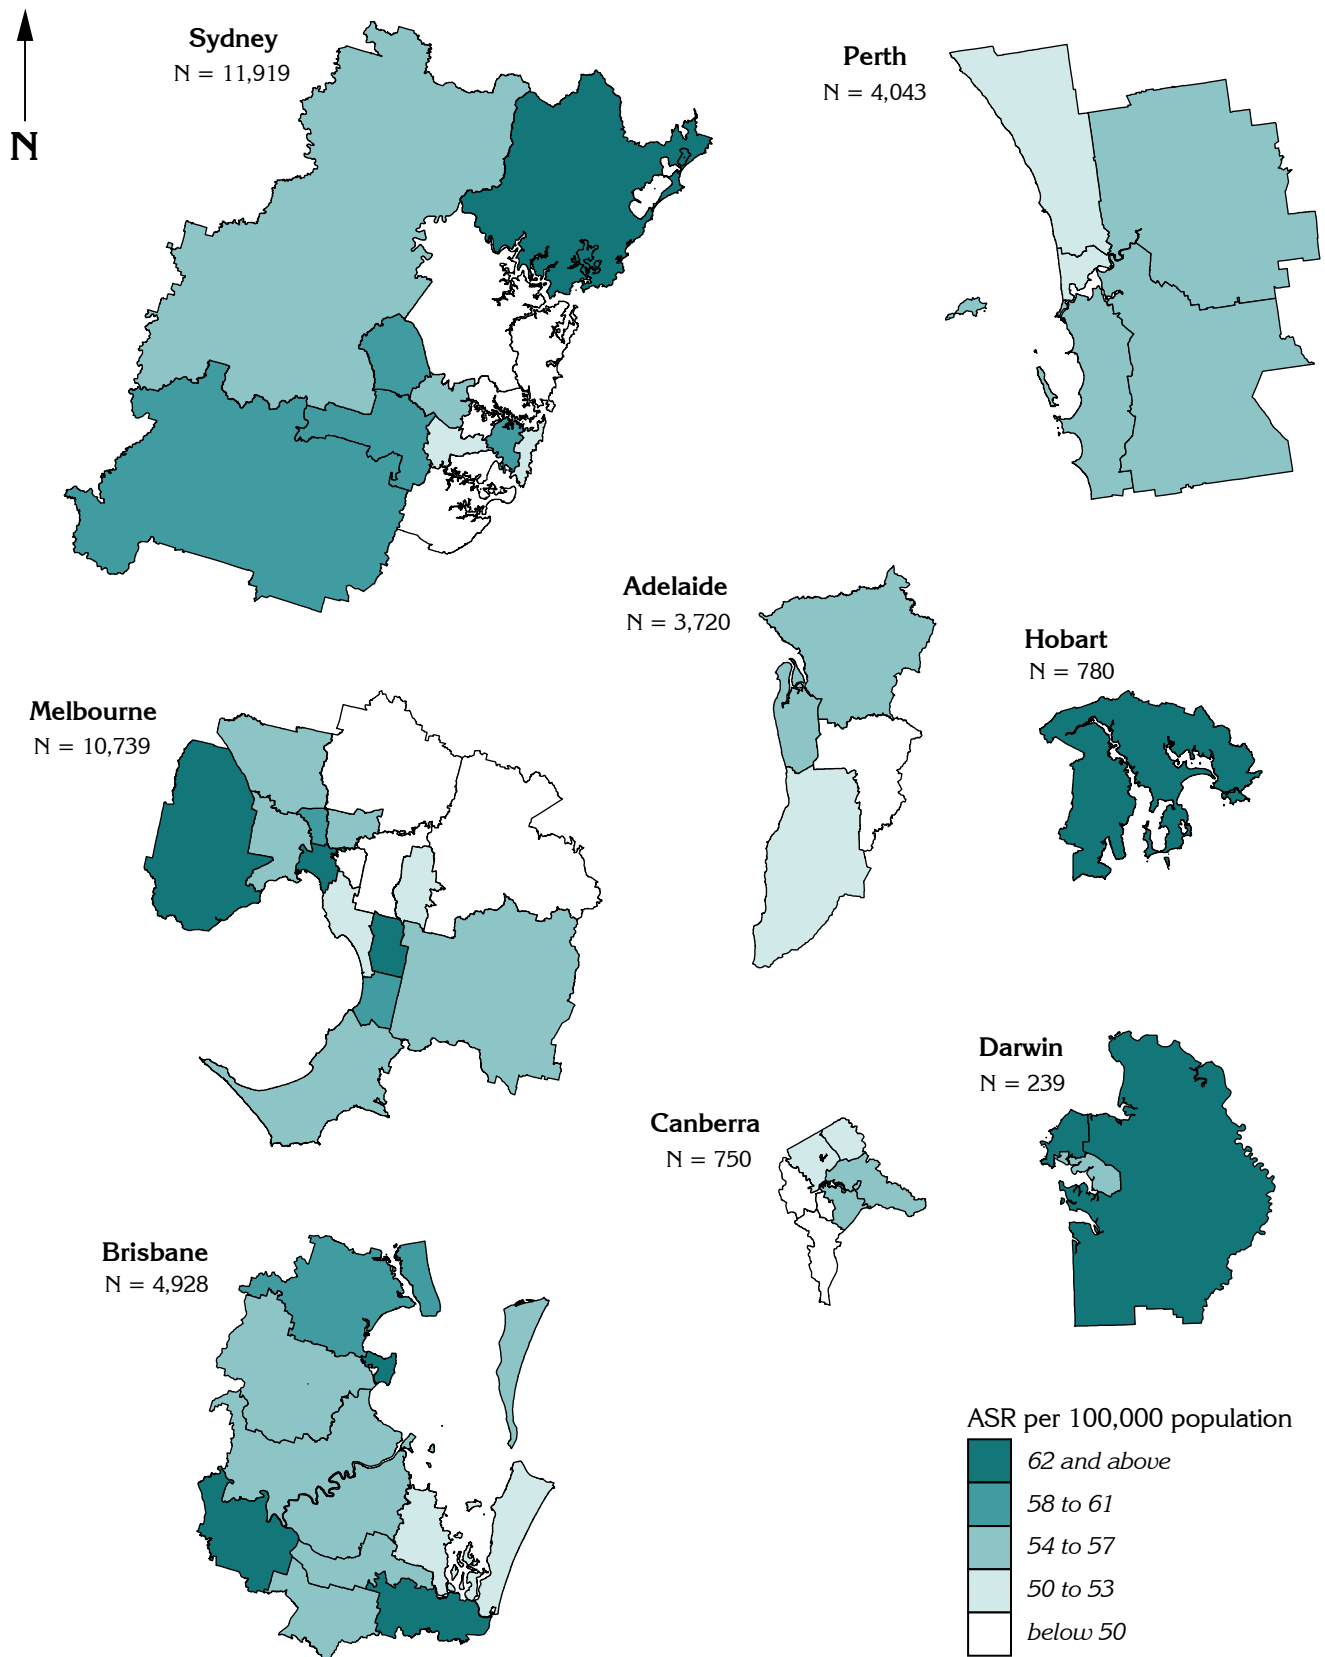 Sydney
N = 11,919
Perth
N = 4,043
N
Adelaide
N = 3,720
Hobart
N = 780
Melbourne
N = 10,739
Darwin
N = 239
Canberra
N = 750
Brisbane
N = 4,928
ASR per 100,000 population
62 and above
58 to 61
54 to 57
50 to 53
below 50